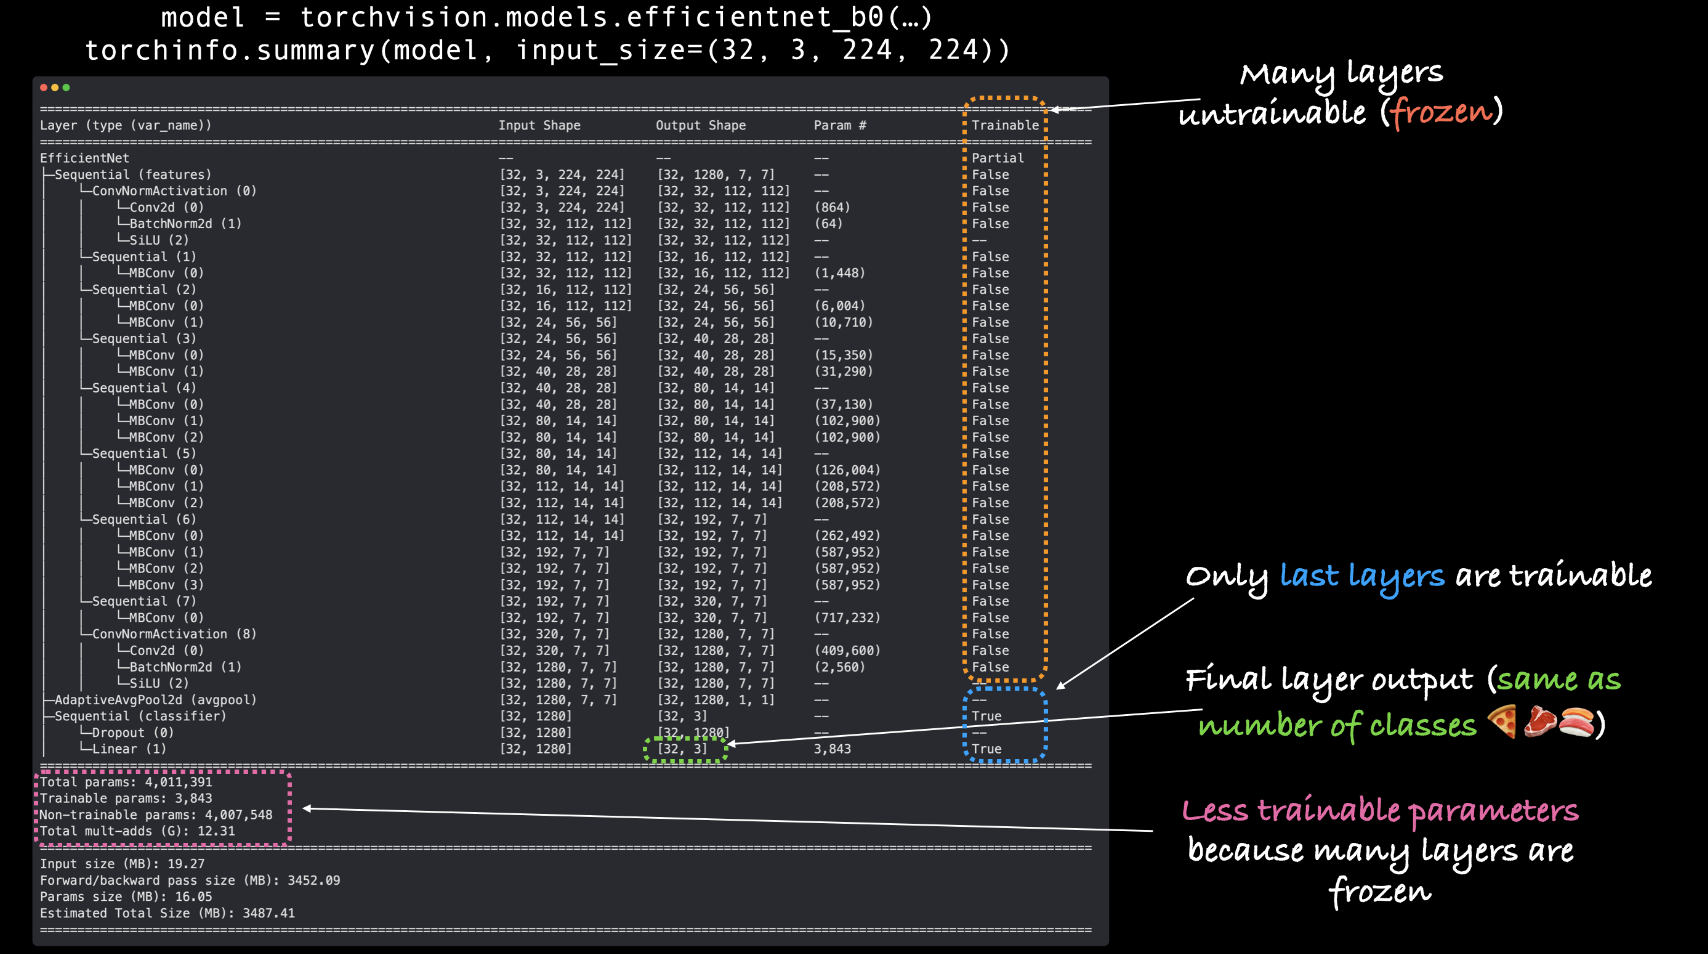 model = torchvision.models.efficientnet_b0(…)
torchinfo.summary(model, input_size=(32, 3, 224, 224))
Many layers
untrainable (frozen)
============================================================
Layer (type (var_name)) Input Shape Output Shape Param # Trainable
============================================================
EfficientNet -- -- -- Partial
├─Sequential (features) [32, 3, 224, 224] [32, 1280, 7, 7] -- False
│ └─ConvNormActivation (0) [32, 3, 224, 224] [32, 32, 112, 112] -- False
│ │ └─Conv2d (0) [32, 3, 224, 224] [32, 32, 112, 112] (864) False
│ │ └─BatchNorm2d (1) [32, 32, 112, 112] [32, 32, 112, 112] (64) False
│ │ └─SiLU (2) [32, 32, 112, 112] [32, 32, 112, 112] -- --
│ └─Sequential (1) [32, 32, 112, 112] [32, 16, 112, 112] -- False
│ │ └─MBConv (0) [32, 32, 112, 112] [32, 16, 112, 112] (1,448) False
│ └─Sequential (2) [32, 16, 112, 112] [32, 24, 56, 56] -- False
│ │ └─MBConv (0) [32, 16, 112, 112] [32, 24, 56, 56] (6,004) False
│ │ └─MBConv (1) [32, 24, 56, 56] [32, 24, 56, 56] (10,710) False
│ └─Sequential (3) [32, 24, 56, 56] [32, 40, 28, 28] -- False
│ │ └─MBConv (0) [32, 24, 56, 56] [32, 40, 28, 28] (15,350) False
│ │ └─MBConv (1) [32, 40, 28, 28] [32, 40, 28, 28] (31,290) False
│ └─Sequential (4) [32, 40, 28, 28] [32, 80, 14, 14] -- False
│ │ └─MBConv (0) [32, 40, 28, 28] [32, 80, 14, 14] (37,130) False
│ │ └─MBConv (1) [32, 80, 14, 14] [32, 80, 14, 14] (102,900) False
│ │ └─MBConv (2) [32, 80, 14, 14] [32, 80, 14, 14] (102,900) False
│ └─Sequential (5) [32, 80, 14, 14] [32, 112, 14, 14] -- False
│ │ └─MBConv (0) [32, 80, 14, 14] [32, 112, 14, 14] (126,004) False
│ │ └─MBConv (1) [32, 112, 14, 14] [32, 112, 14, 14] (208,572) False
│ │ └─MBConv (2) [32, 112, 14, 14] [32, 112, 14, 14] (208,572) False
│ └─Sequential (6) [32, 112, 14, 14] [32, 192, 7, 7] -- False
│ │ └─MBConv (0) [32, 112, 14, 14] [32, 192, 7, 7] (262,492) False
│ │ └─MBConv (1) [32, 192, 7, 7] [32, 192, 7, 7] (587,952) False
│ │ └─MBConv (2) [32, 192, 7, 7] [32, 192, 7, 7] (587,952) False
│ │ └─MBConv (3) [32, 192, 7, 7] [32, 192, 7, 7] (587,952) False
│ └─Sequential (7) [32, 192, 7, 7] [32, 320, 7, 7] -- False
│ │ └─MBConv (0) [32, 192, 7, 7] [32, 320, 7, 7] (717,232) False
│ └─ConvNormActivation (8) [32, 320, 7, 7] [32, 1280, 7, 7] -- False
│ │ └─Conv2d (0) [32, 320, 7, 7] [32, 1280, 7, 7] (409,600) False
│ │ └─BatchNorm2d (1) [32, 1280, 7, 7] [32, 1280, 7, 7] (2,560) False
│ │ └─SiLU (2) [32, 1280, 7, 7] [32, 1280, 7, 7] -- --
├─AdaptiveAvgPool2d (avgpool) [32, 1280, 7, 7] [32, 1280, 1, 1] -- --
├─Sequential (classifier) [32, 1280] [32, 3] -- True
│ └─Dropout (0) [32, 1280] [32, 1280] -- --
│ └─Linear (1) [32, 1280] [32, 3] 3,843 True
============================================================
Total params: 4,011,391
Trainable params: 3,843
Non-trainable params: 4,007,548
Total mult-adds (G): 12.31
============================================================
Input size (MB): 19.27
Forward/backward pass size (MB): 3452.09
Params size (MB): 16.05
Estimated Total Size (MB): 3487.41
============================================================
Only last layers are trainable
Final layer output (same as
number of classes 🍕🥩🍣)
Less trainable parameters
because many layers are
frozen